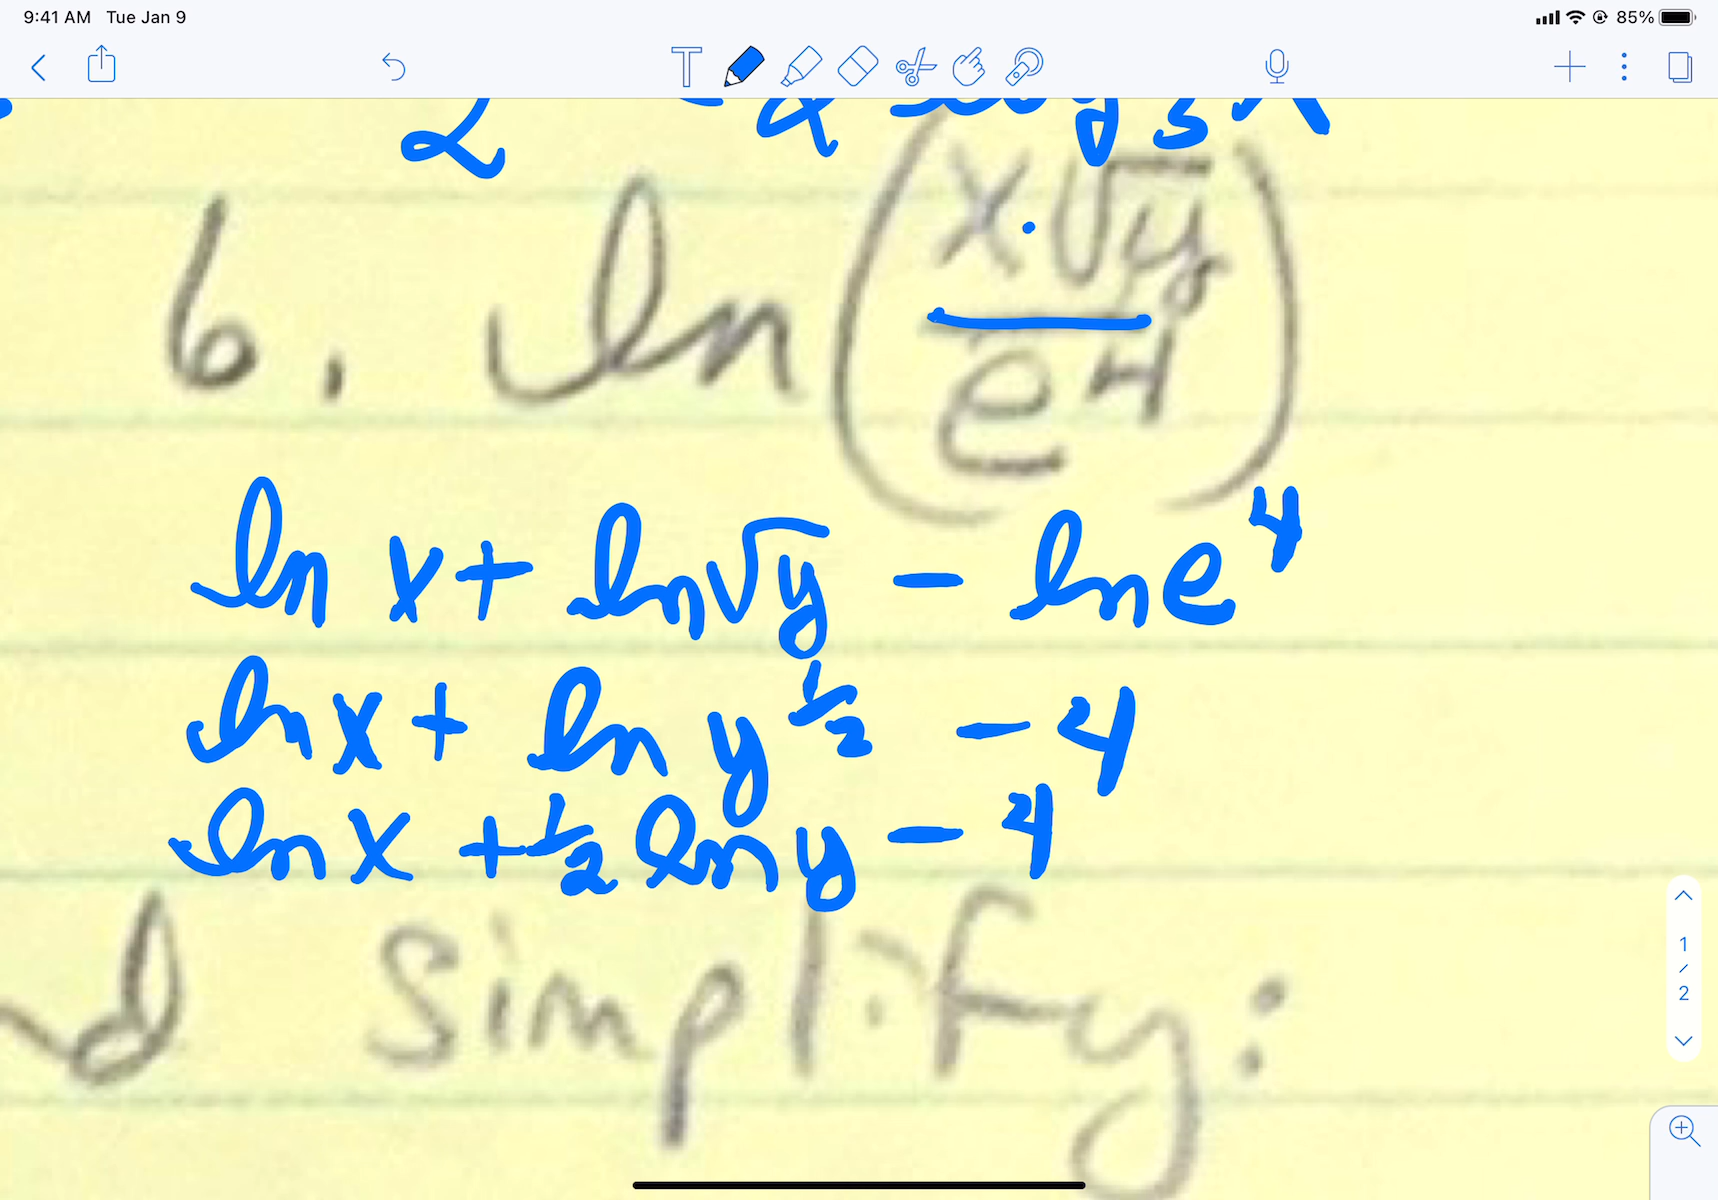 9:41 AM Tue Jan 9 85%
6. ln(x·√y / e⁴)
ln x + ln √y − ln e⁴
ln x + ln y^½ − 4
ln x + ½ ln y − 4
simplify:
1/2